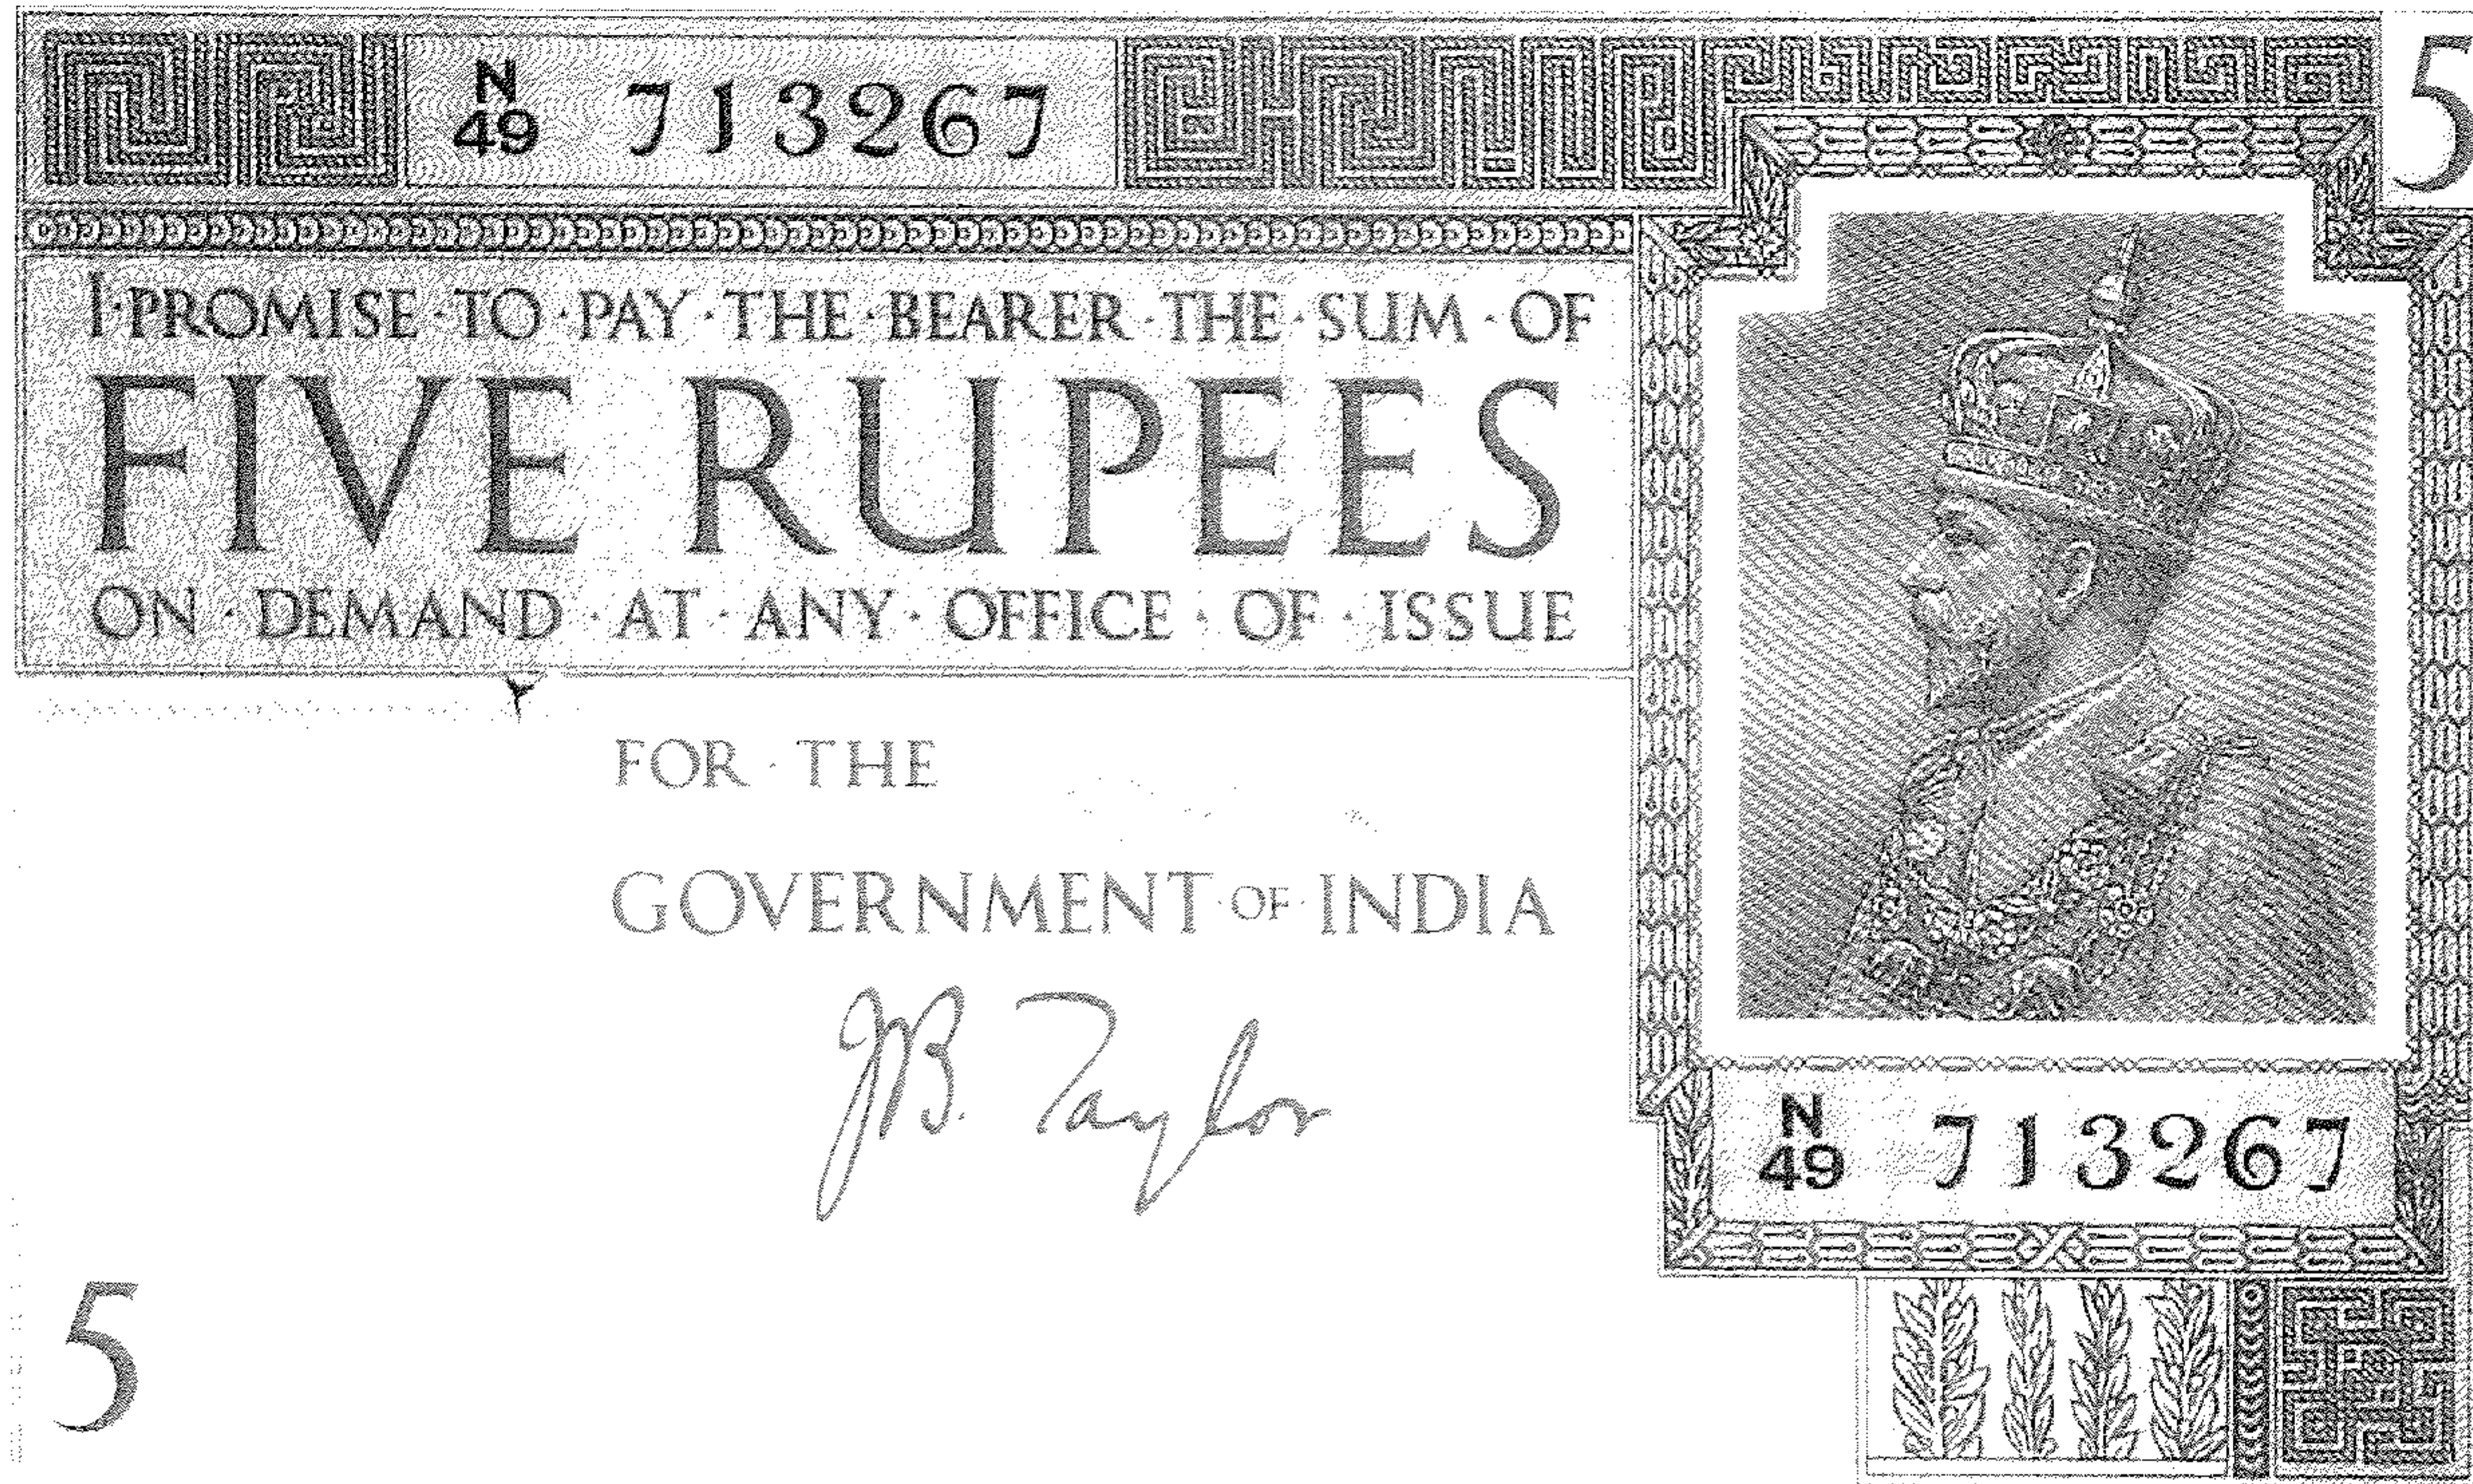 5
N
49 713267
I·PROMISE·TO·PAY·THE·BEARER·THE·SUM·OF
FIVE RUPEES
ON·DEMAND·AT·ANY·OFFICE·OF·ISSUE
FOR·THE
GOVERNMENT·OF·INDIA
JB. Taylor
N
49 713267
5